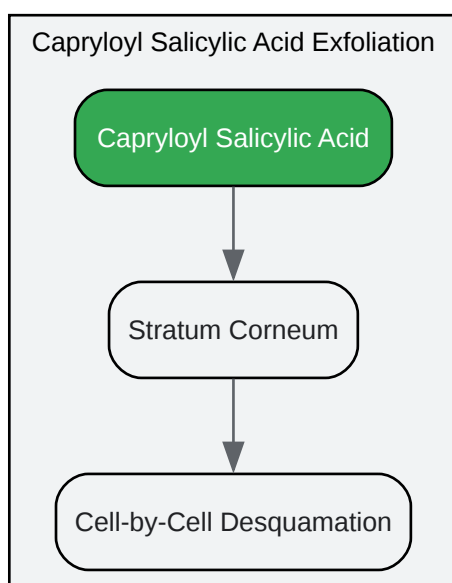 Capryloyl Salicylic Acid Exfoliation
Capryloyl Salicylic Acid
Stratum Corneum
Cell-by-Cell Desquamation